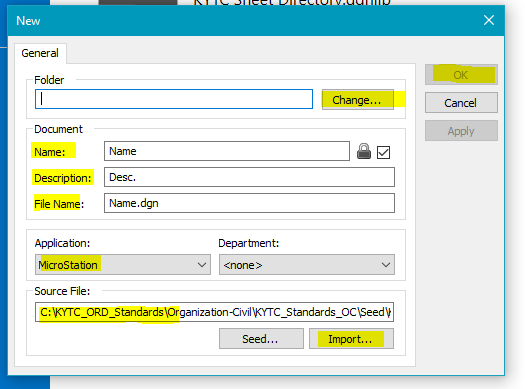 KYTC Sheet Directory.dgnlib
New
General
Folder
Change...
OK
Cancel
Apply
Document
Name: Name
Description: Desc.
File Name: Name.dgn
Application: Department:
MicroStation <none>
Source File:
C:\KYTC_ORD_Standards\Organization-Civil\KYTC_Standards_OC\Seed\
Seed... Import...